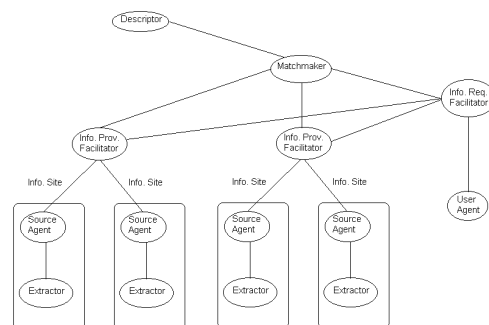 Descriptor
Matchmaker
Info. Req.
Facilitator
Info. Prov.
Facilitator
Info. Prov.
Facilitator
Info. Site
Info. Site
Info. Site
Info. Site
User
Agent
Source
Agent
Source
Agent
Source
Agent
Source
Agent
Extractor
Extractor
Extractor
Extractor